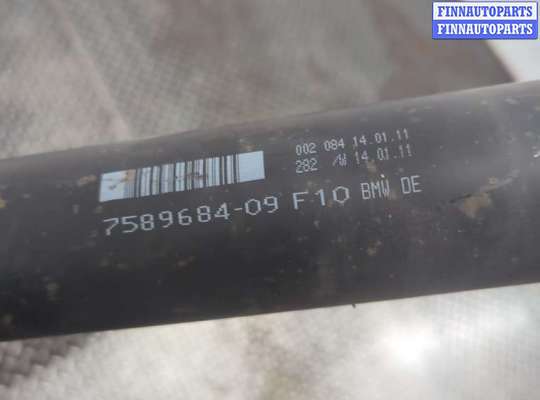 FINNAUTOPARTS
FINNAUTOPARTS
002 084 14.01.11
282 /W 14.01.11
7589684-09 F10 BMW DE